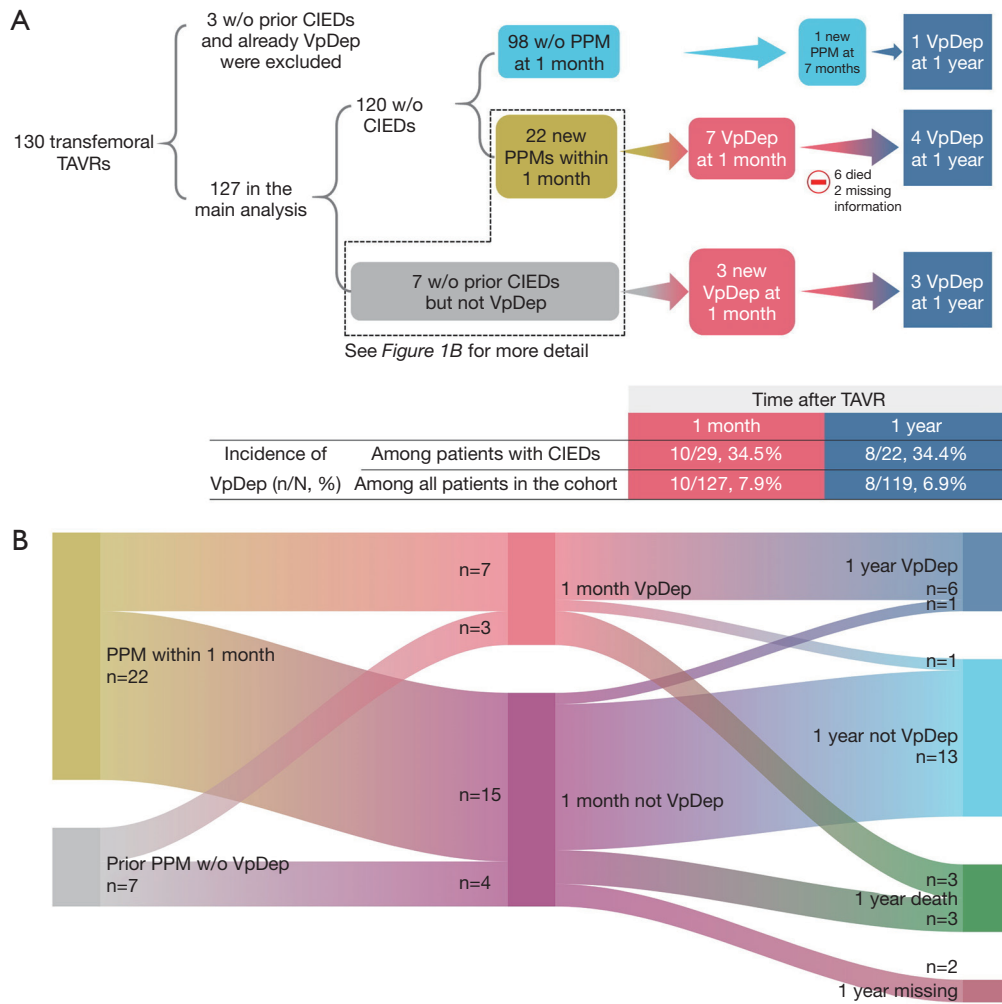 A
3 w/o prior CIEDs
and already VpDep
were excluded
98 w/o PPM
at 1 month
1 new
PPM at
7 months
1 VpDep
at 1 year
120 w/o
CIEDs
130 transfemoral
TAVRs
22 new
PPMs within
1 month
7 VpDep
at 1 month
4 VpDep
at 1 year
6 died
2 missing
information
127 in the
main analysis
7 w/o prior CIEDs
but not VpDep
3 new
VpDep at
1 month
3 VpDep
at 1 year
See Figure 1B for more detail
Time after TAVR
1 month
1 year
Incidence of
VpDep (n/N, %)
Among patients with CIEDs
10/29, 34.5%
8/22, 34.4%
Among all patients in the cohort
10/127, 7.9%
8/119, 6.9%
B
n=7
1 month VpDep
1 year VpDep
n=6
n=1
n=3
PPM within 1 month
n=22
n=1
1 year not VpDep
n=13
n=15
1 month not VpDep
Prior PPM w/o VpDep
n=7
n=4
n=3
1 year death
n=3
n=2
1 year missing